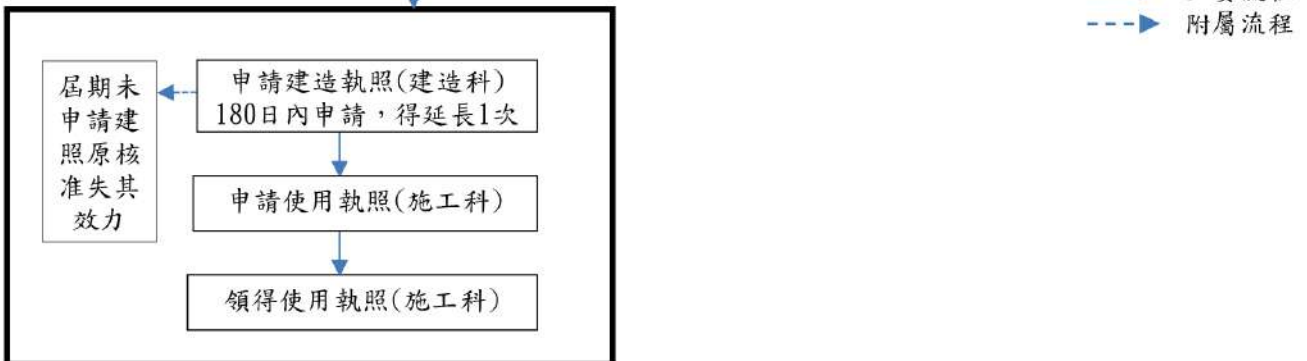 附屬流程
屆期未
申請建
照原核
准失其
效力
申請建造執照(建造科)
180日內申請，得延長1次
申請使用執照(施工科)
領得使用執照(施工科)